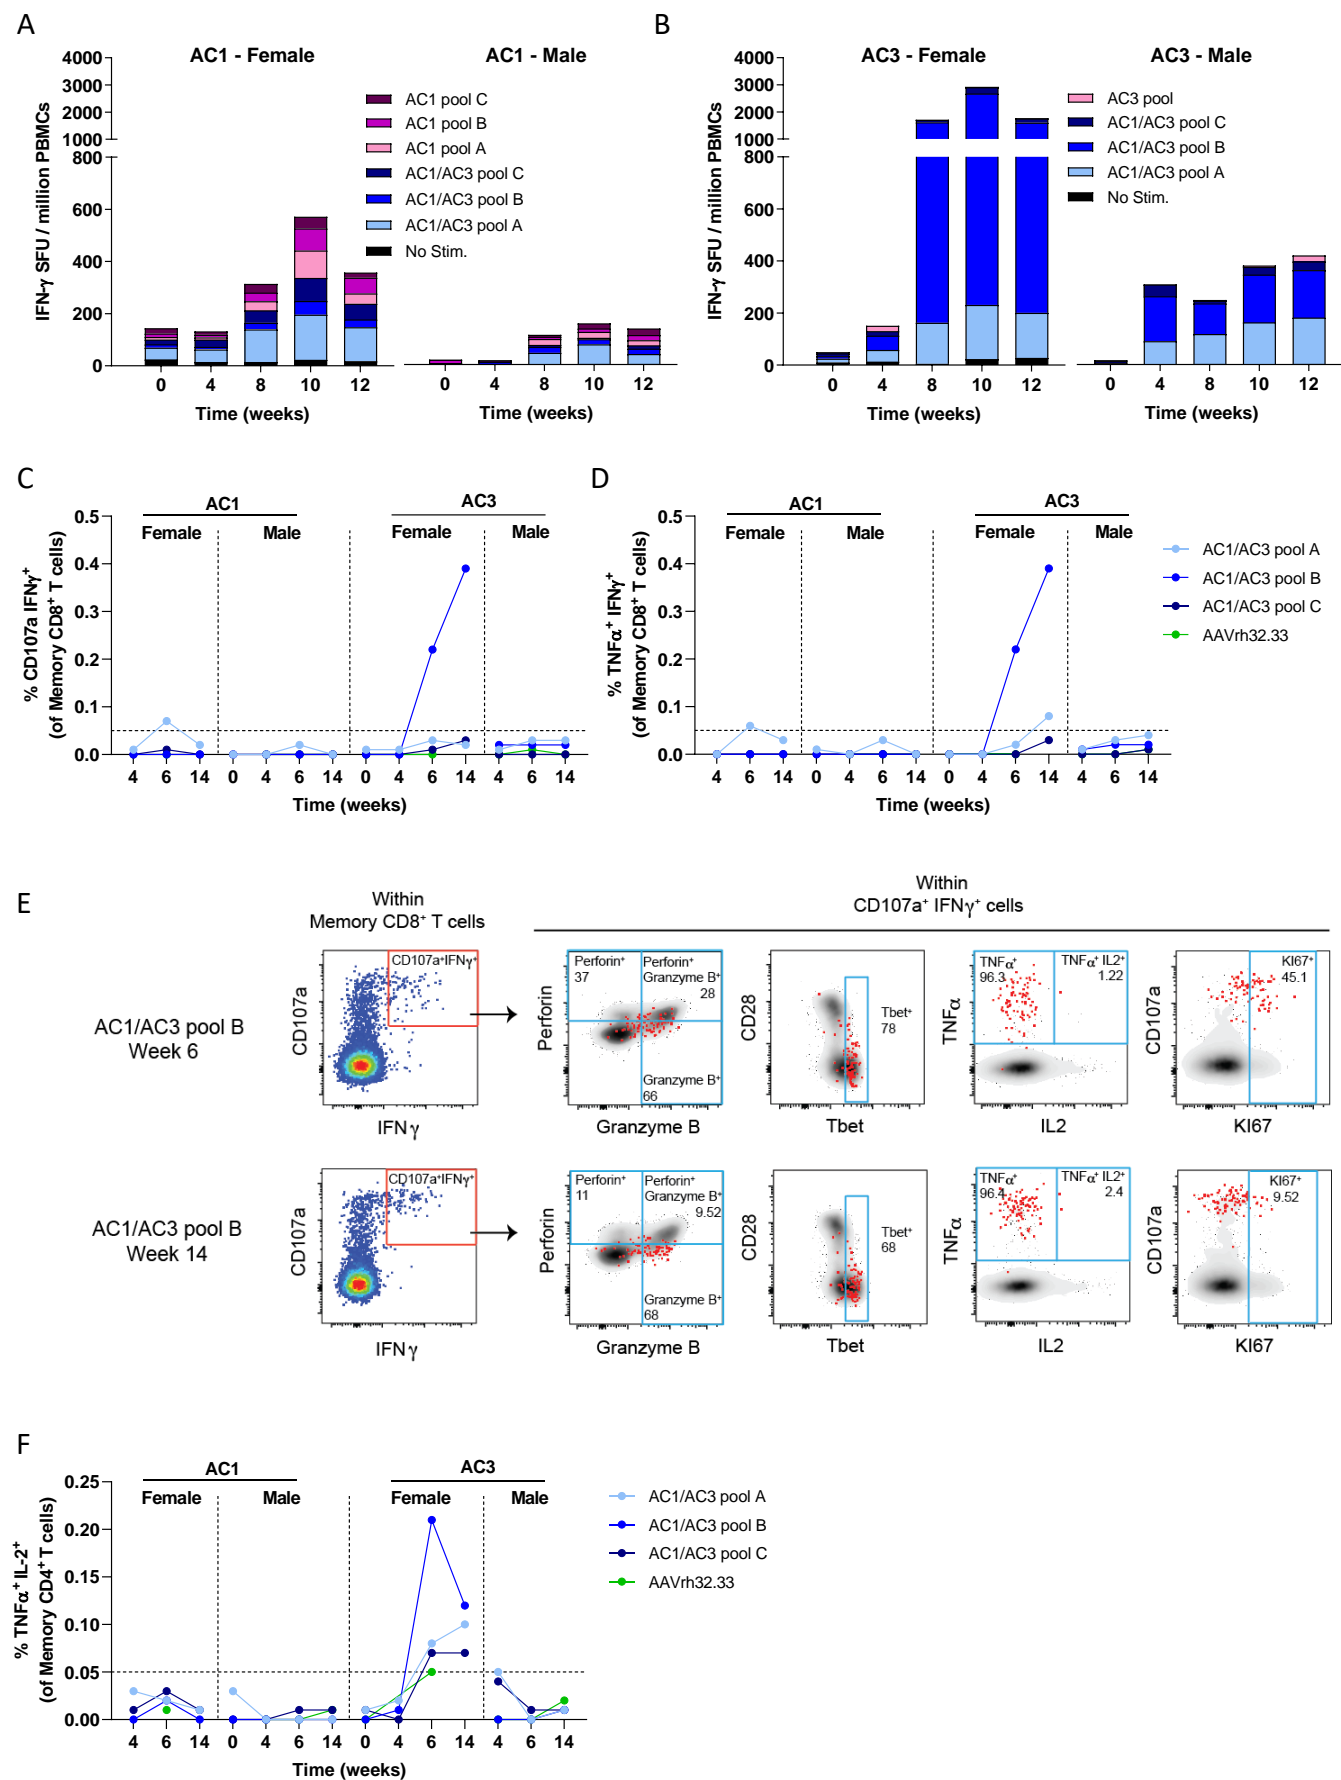 A
B
AC1 - Female
AC1 - Male
AC3 - Female
AC3 - Male
IFN-γ SFU / million PBMCs
4000
3000
2000
1000
800
600
400
200
0
AC1 pool C
AC1 pool B
AC1 pool A
AC1/AC3 pool C
AC1/AC3 pool B
AC1/AC3 pool A
No Stim.
0 4 8 10 12
0 4 8 10 12
Time (weeks)
Time (weeks)
IFN-γ SFU / million PBMCs
4000
3000
2000
1000
800
600
400
200
0
AC3 pool
AC1/AC3 pool C
AC1/AC3 pool B
AC1/AC3 pool A
No Stim.
0 4 8 10 12
0 4 8 10 12
Time (weeks)
Time (weeks)
C
AC1
AC3
Female
Male
Female
Male
% CD107a IFNγ⁺
(of Memory CD8⁺ T cells)
0.5
0.4
0.3
0.2
0.1
0.0
4 6 14 0 4 6 14 0 4 6 14 4 6 14
Time (weeks)
D
AC1
AC3
Female
Male
Female
Male
% TNFα⁺ IFNγ⁺
(of Memory CD8⁺ T cells)
0.5
0.4
0.3
0.2
0.1
0.0
4 6 14 0 4 6 14 0 4 6 14 4 6 14
Time (weeks)
AC1/AC3 pool A
AC1/AC3 pool B
AC1/AC3 pool C
AAVrh32.33
E
Within
Memory CD8⁺ T cells
Within
CD107a⁺ IFNγ⁺ cells
AC1/AC3 pool B
Week 6
CD107a
CD107a⁺IFNγ⁺
IFNγ
Perforin
Perforin⁺
37
Perforin⁺
Granzyme B⁺
28
Granzyme B⁺
66
Granzyme B
CD28
Tbet⁺
78
Tbet
TNFα
TNFα⁺
96.3
TNFα⁺ IL2⁺
1.22
IL2
CD107a
KI67⁺
45.1
KI67
AC1/AC3 pool B
Week 14
CD107a
CD107a⁺IFNγ⁺
IFNγ
Perforin
Perforin⁺
11
Perforin⁺
Granzyme B⁺
9.52
Granzyme B⁺
68
Granzyme B
CD28
Tbet⁺
68
Tbet
TNFα
TNFα⁺
96.4
TNFα⁺ IL2⁺
2.4
IL2
CD107a
KI67⁺
9.52
KI67
F
AC1
AC3
Female
Male
Female
Male
% TNFα⁺ IL-2⁺
(of Memory CD4⁺ T cells)
0.25
0.20
0.15
0.10
0.05
0.00
4 6 14 0 4 6 14 0 4 6 14 4 6 14
Time (weeks)
AC1/AC3 pool A
AC1/AC3 pool B
AC1/AC3 pool C
AAVrh32.33